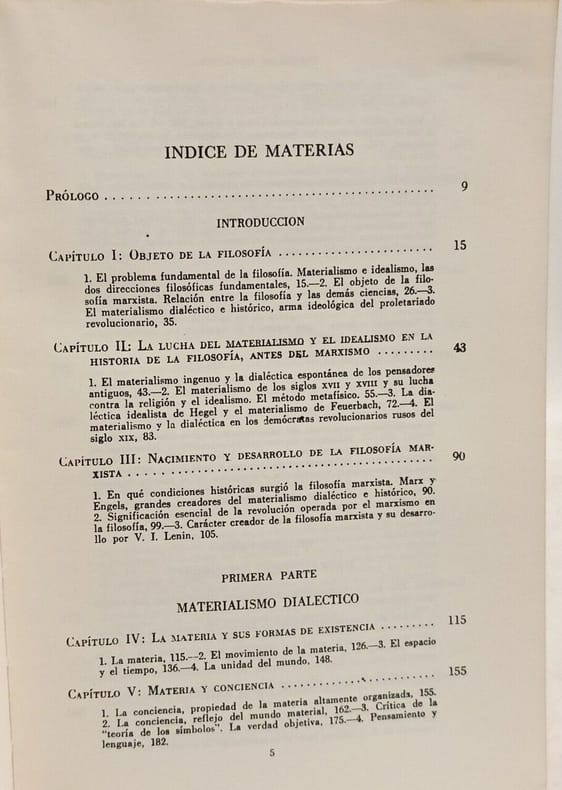 INDICE DE MATERIAS
PRÓLOGO . . . . . . . . . . . . . . . . . . . . . . . . . . . . . . . . . . . . . . . 9
INTRODUCCION
CAPÍTULO I: OBJETO DE LA FILOSOFÍA . . . . . . . . . . . . . . . . . . . . . . 15
1. El problema fundamental de la filosofía. Materialismo e idealismo, las
dos direcciones filosóficas fundamentales, 15.—2. El objeto de la filo-
sofía marxista. Relación entre la filosofía y las demás ciencias, 26.—3.
El materialismo dialéctico e histórico, arma ideológica del proletariado
revolucionario, 35.
CAPÍTULO II: LA LUCHA DEL MATERIALISMO Y EL IDEALISMO EN LA
HISTORIA DE LA FILOSOFÍA, ANTES DEL MARXISMO . . . . . . . . . 43
1. El materialismo ingenuo y la dialéctica espontánea de los pensadores
antiguos, 43.—2. El materialismo de los siglos XVII y XVIII y su lucha
contra la religión y el idealismo. El método metafísico. 55.—3. La dia-
léctica idealista de Hegel y el materialismo de Feuerbach, 72.—4. El
materialismo y la dialéctica en los demócratas revolucionarios rusos del
siglo XIX, 83.
CAPÍTULO III: NACIMIENTO Y DESARROLLO DE LA FILOSOFÍA MAR-
XISTA . . . . . . . . . . . . . . . . . . . . . . . . . . . . . . . . . . . . . . . 90
1. En qué condiciones históricas surgió la filosofía marxista. Marx y
Engels, grandes creadores del materialismo dialéctico e histórico, 90.
2. Significación esencial de la revolución operada por el marxismo en
la filosofía, 99.—3. Carácter creador de la filosofía marxista y su desarro-
llo por V. I. Lenin, 105.
PRIMERA PARTE
MATERIALISMO DIALECTICO
CAPÍTULO IV: LA MATERIA Y SUS FORMAS DE EXISTENCIA . . . . . . . . . 115
1. La materia, 115.—2. El movimiento de la materia, 126.—3. El espacio
y el tiempo, 136.—4. La unidad del mundo, 148.
CAPÍTULO V: MATERIA Y CONCIENCIA . . . . . . . . . . . . . . . . . . . . . . 155
1. La conciencia, propiedad de la materia altamente organizada, 155.
2. La conciencia, reflejo del mundo material, 162.—3. Crítica de la
"teoría de los símbolos". La verdad objetiva, 175.—4. Pensamiento y
lenguaje, 182.
5